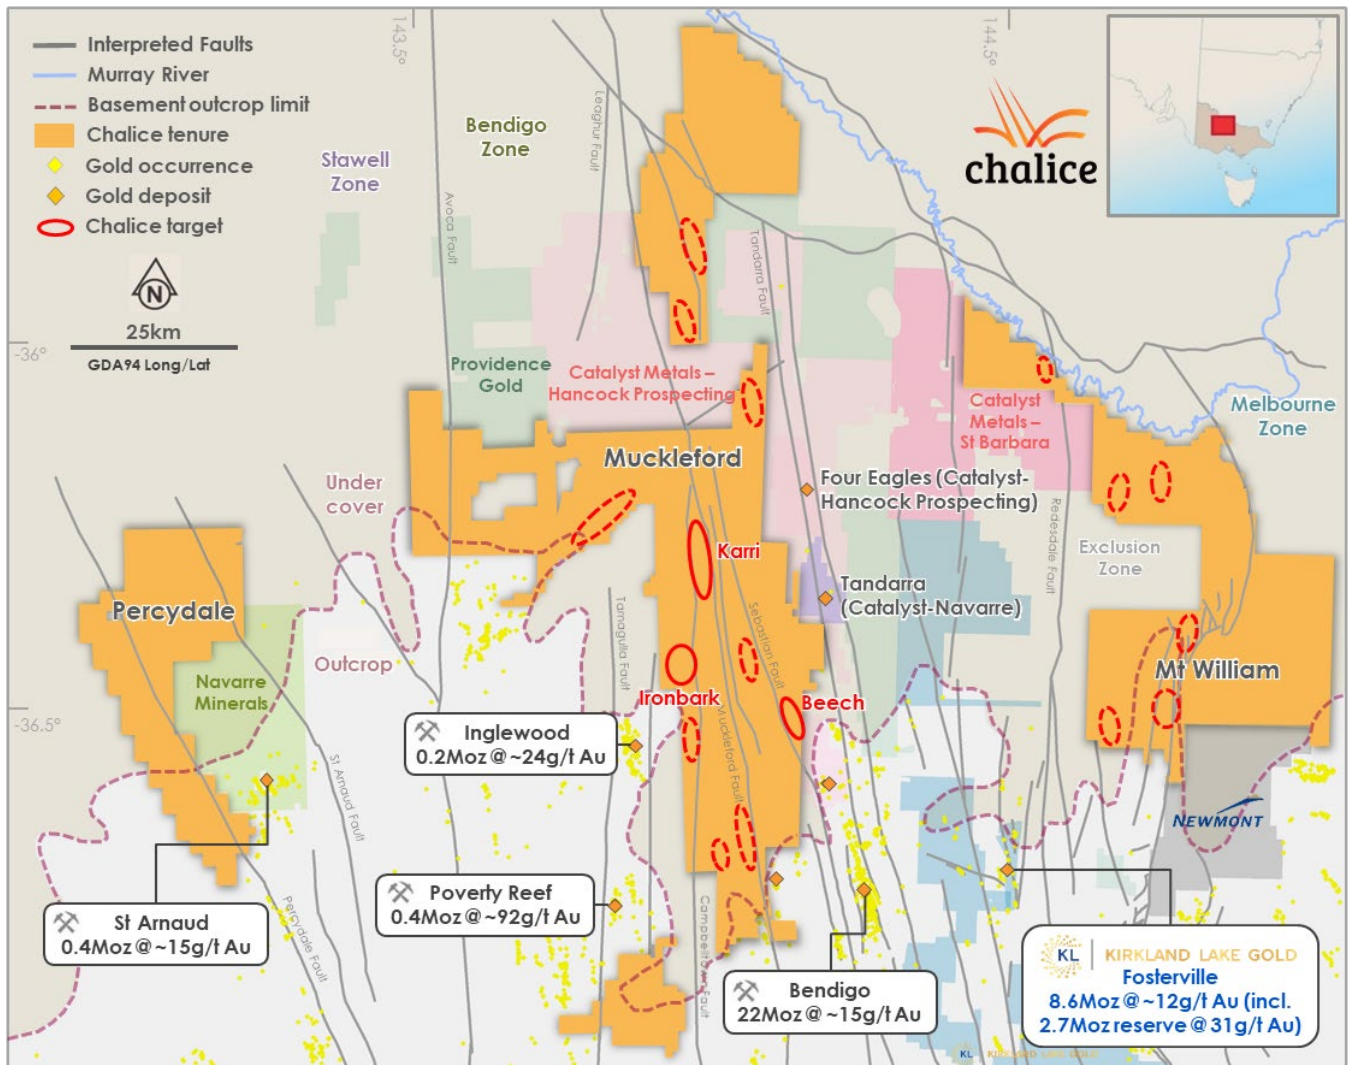 Interpreted Faults
Murray River
Basement outcrop limit
Chalice tenure
Gold occurrence
Gold deposit
Chalice target
N
25km
GDA94 Long/Lat
143.5°
144.5°
-36°
-36.5°
chalice
Stawell
Zone
Bendigo
Zone
Melbourne
Zone
Leaghur Fault
Avoca Fault
Tandarra Fault
Providence
Gold
Catalyst Metals –
Hancock Prospecting
Catalyst
Metals –
St Barbara
Muckleford
Under
cover
Four Eagles (Catalyst-
Hancock Prospecting)
Redesdale Fault
Exclusion
Zone
Karri
Tandarra
(Catalyst-Navarre)
Percydale
Outcrop
Tamagulla Fault
Sebastian Fault
Navarre
Minerals
Ironbark
Beech
Mt William
Muckleford Fault
St Arnaud Fault
Inglewood
0.2Moz @ ~24g/t Au
NEWMONT
Poverty Reef
0.4Moz @ ~92g/t Au
St Arnaud
0.4Moz @ ~15g/t Au
Percydale Fault
Campbelltown Fault
Bendigo
22Moz @ ~15g/t Au
KL
KIRKLAND LAKE GOLD
Fosterville
8.6Moz @ ~12g/t Au (incl.
2.7Moz reserve @ 31g/t Au)
KL
KIRKLAND LAKE GOLD